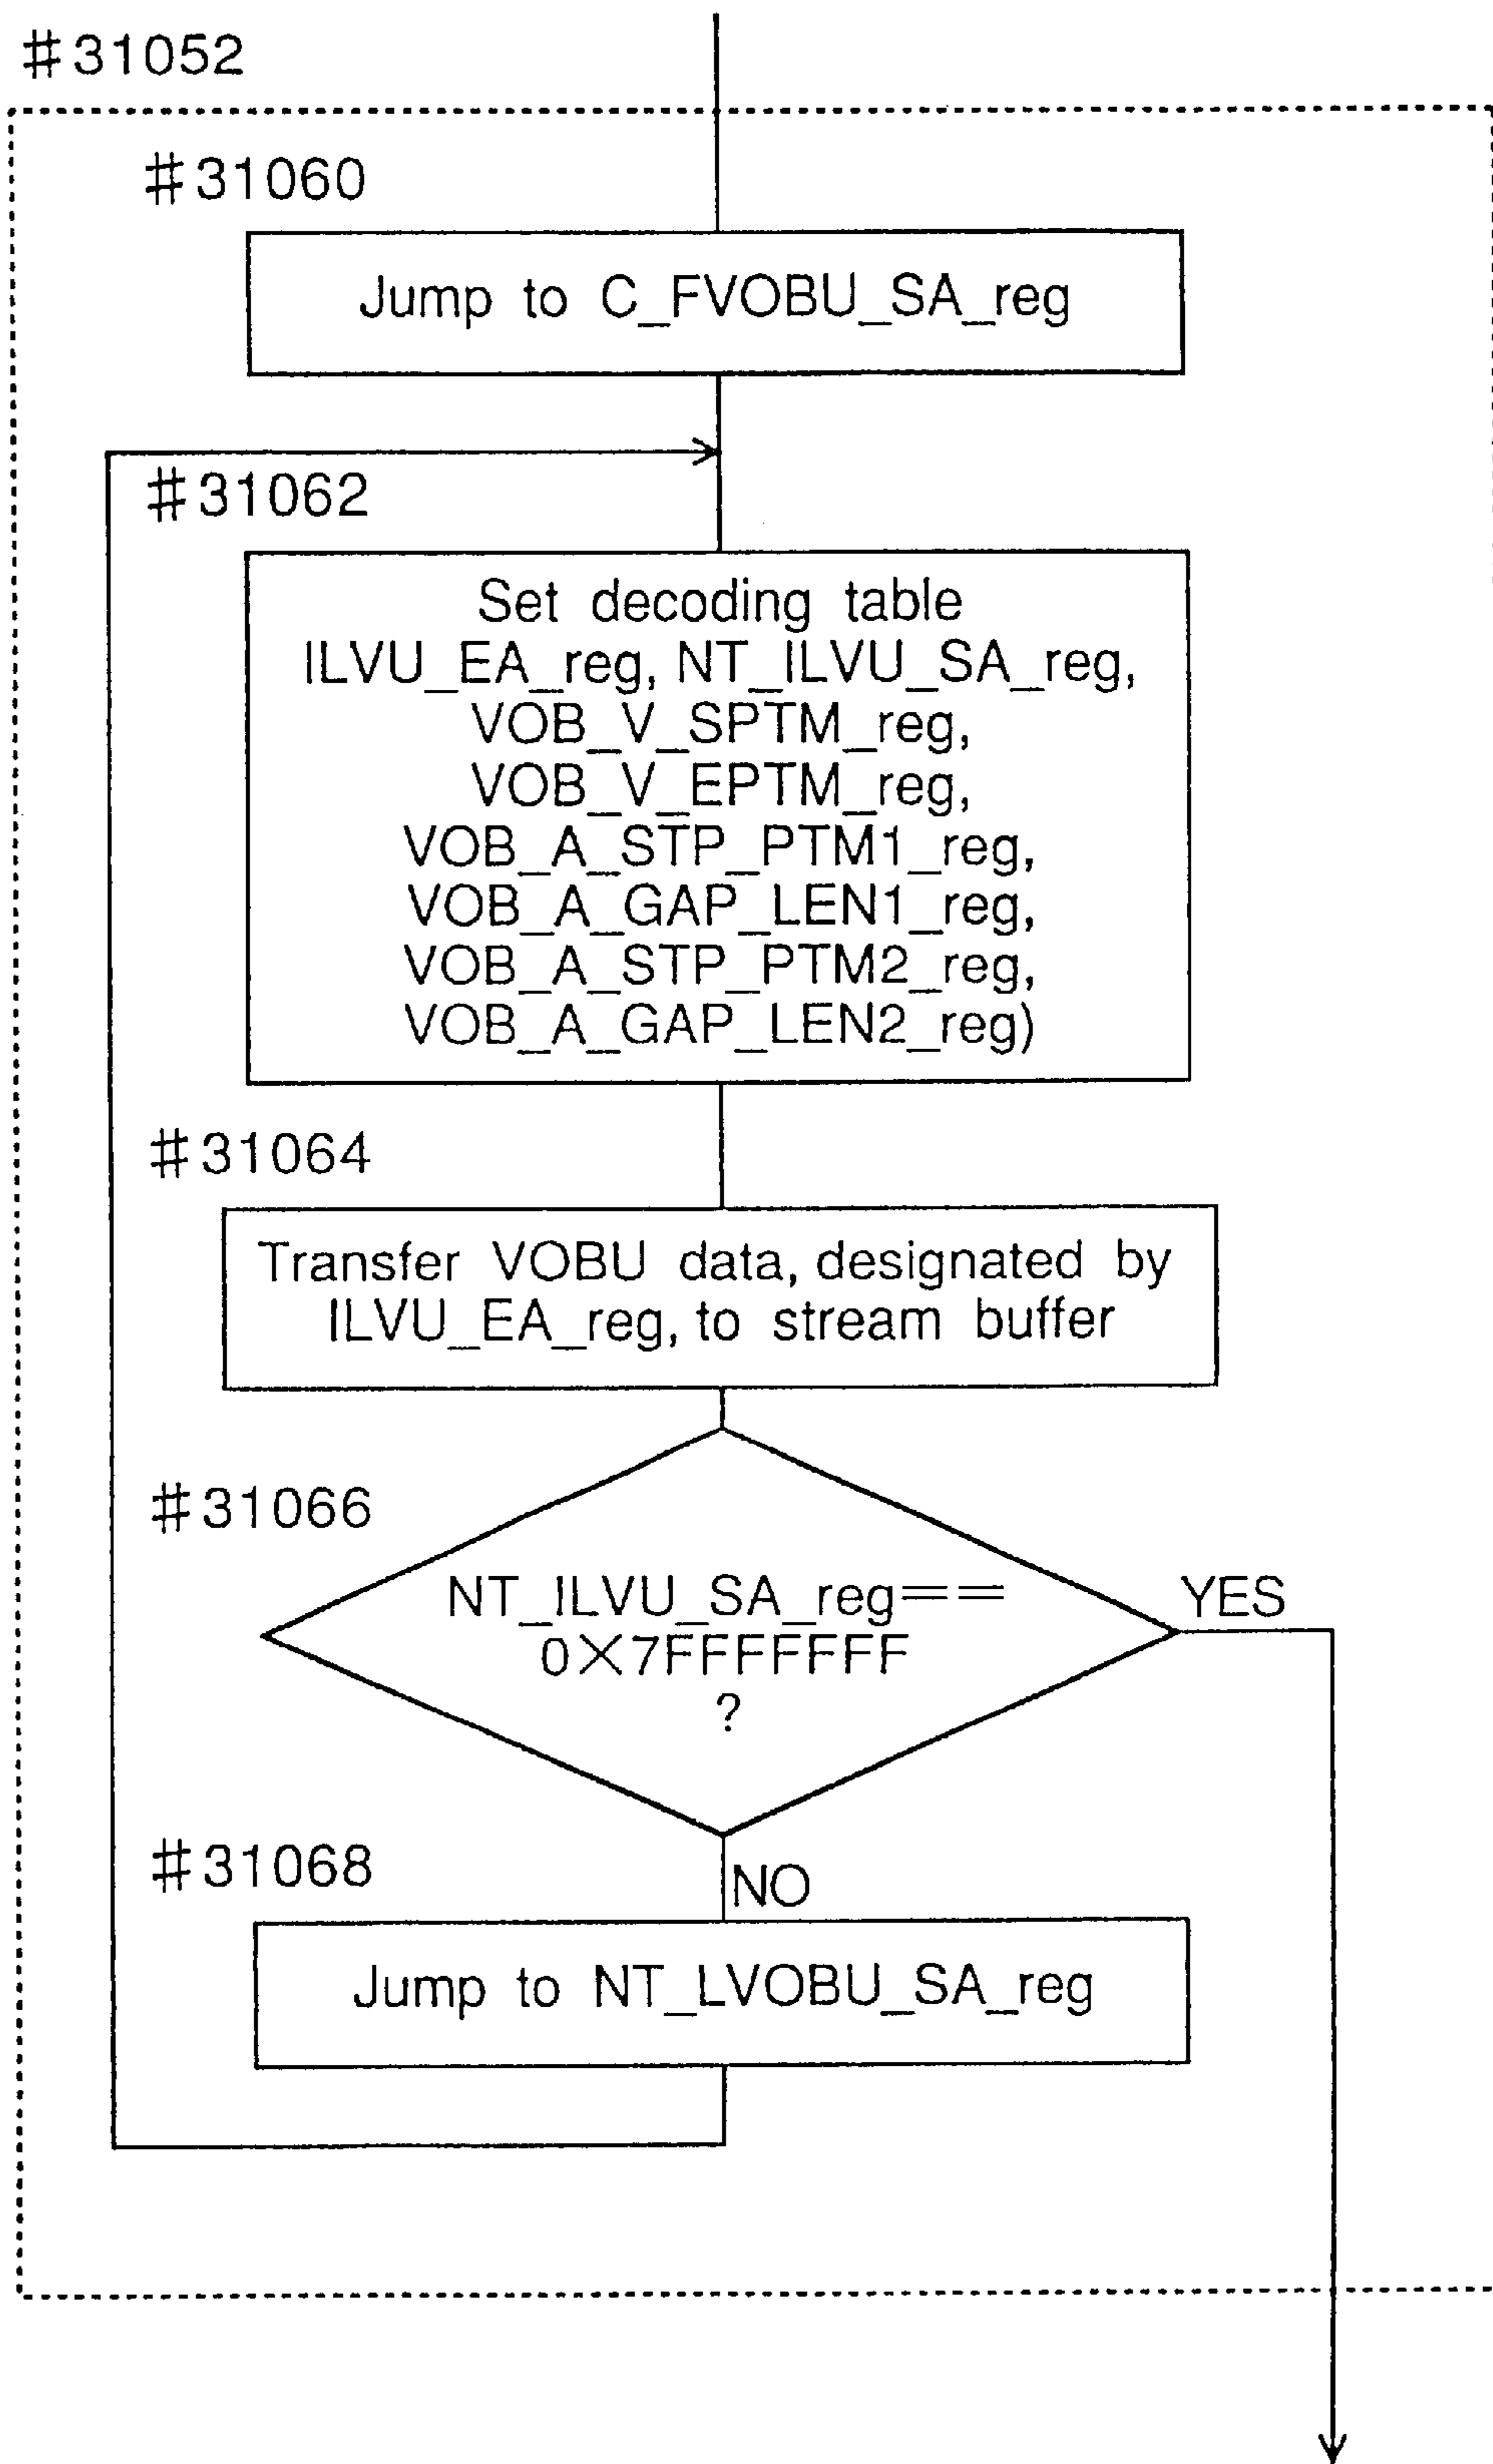 #31052
#31060
Jump to C_FVOBU_SA_reg
#31062
Set decoding table
ILVU_EA_reg, NT_ILVU_SA_reg,
VOB_V_SPTM_reg,
VOB_V_EPTM_reg,
VOB_A_STP_PTM1_reg,
VOB_A_GAP_LEN1_reg,
VOB_A_STP_PTM2_reg,
VOB_A_GAP_LEN2_reg)
#31064
Transfer VOBU data, designated by
ILVU_EA_reg, to stream buffer
#31066
NT_ILVU_SA_reg==
0X7FFFFFFF
?
YES
#31068
NO
Jump to NT_LVOBU_SA_reg